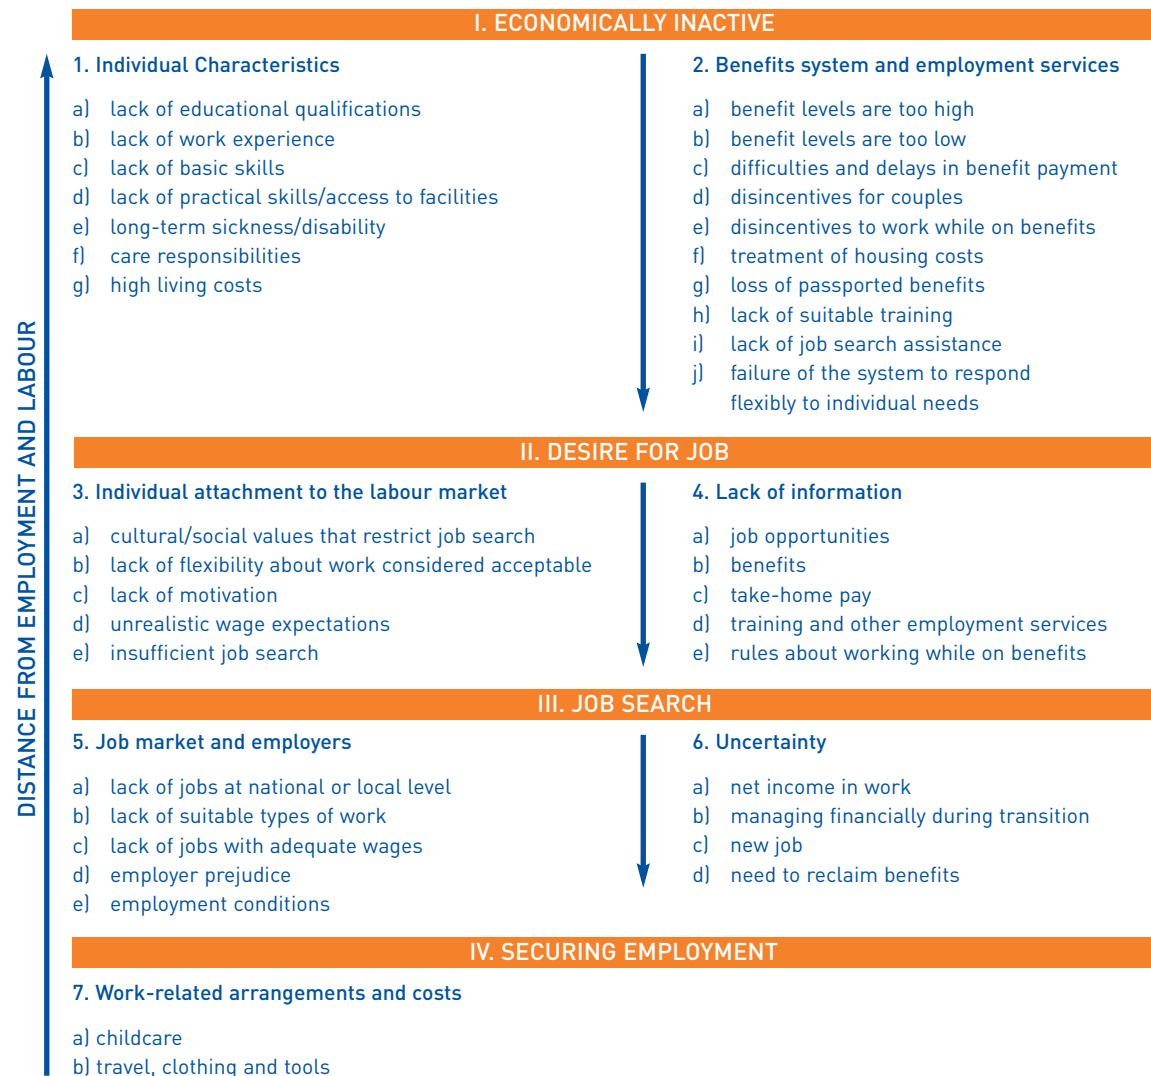 I. ECONOMICALLY INACTIVE
DISTANCE FROM EMPLOYMENT AND LABOUR
1. Individual Characteristics
a) lack of educational qualifications
b) lack of work experience
c) lack of basic skills
d) lack of practical skills/access to facilities
e) long-term sickness/disability
f) care responsibilities
g) high living costs
2. Benefits system and employment services
a) benefit levels are too high
b) benefit levels are too low
c) difficulties and delays in benefit payment
d) disincentives for couples
e) disincentives to work while on benefits
f) treatment of housing costs
g) loss of passported benefits
h) lack of suitable training
i) lack of job search assistance
j) failure of the system to respond
flexibly to individual needs
II. DESIRE FOR JOB
3. Individual attachment to the labour market
a) cultural/social values that restrict job search
b) lack of flexibility about work considered acceptable
c) lack of motivation
d) unrealistic wage expectations
e) insufficient job search
4. Lack of information
a) job opportunities
b) benefits
c) take-home pay
d) training and other employment services
e) rules about working while on benefits
III. JOB SEARCH
5. Job market and employers
a) lack of jobs at national or local level
b) lack of suitable types of work
c) lack of jobs with adequate wages
d) employer prejudice
e) employment conditions
6. Uncertainty
a) net income in work
b) managing financially during transition
c) new job
d) need to reclaim benefits
IV. SECURING EMPLOYMENT
7. Work-related arrangements and costs
a) childcare
b) travel, clothing and tools